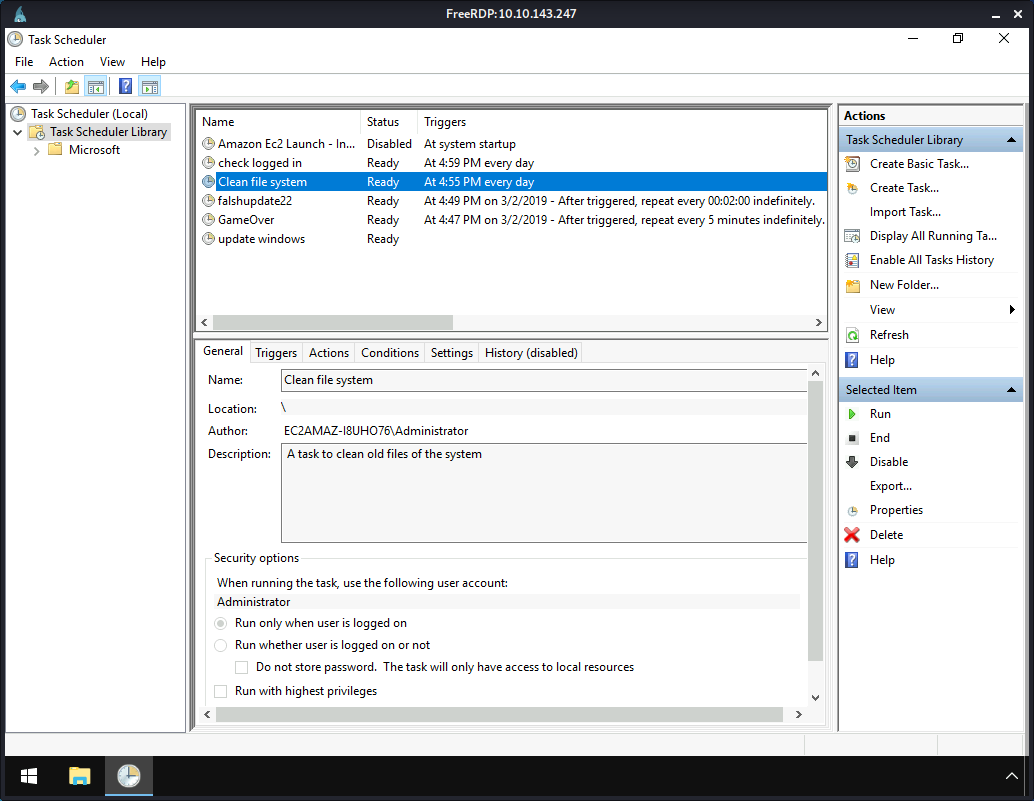 FreeRDP:10.10.143.247
Task Scheduler
File Action View Help
Task Scheduler (Local)
Task Scheduler Library
Microsoft
Name Status Triggers
Amazon Ec2 Launch - In... Disabled At system startup
check logged in Ready At 4:59 PM every day
Clean file system Ready At 4:55 PM every day
falshupdate22 Ready At 4:49 PM on 3/2/2019 - After triggered, repeat every 00:02:00 indefinitely.
GameOver Ready At 4:47 PM on 3/2/2019 - After triggered, repeat every 5 minutes indefinitely.
update windows Ready
General Triggers Actions Conditions Settings History (disabled)
Name: Clean file system
Location: \
Author: EC2AMAZ-I8UHO76\Administrator
Description: A task to clean old files of the system
Security options
When running the task, use the following user account:
Administrator
Run only when user is logged on
Run whether user is logged on or not
Do not store password. The task will only have access to local resources
Run with highest privileges
Actions
Task Scheduler Library
Create Basic Task...
Create Task...
Import Task...
Display All Running Ta...
Enable All Tasks History
New Folder...
View
Refresh
Help
Selected Item
Run
End
Disable
Export...
Properties
Delete
Help